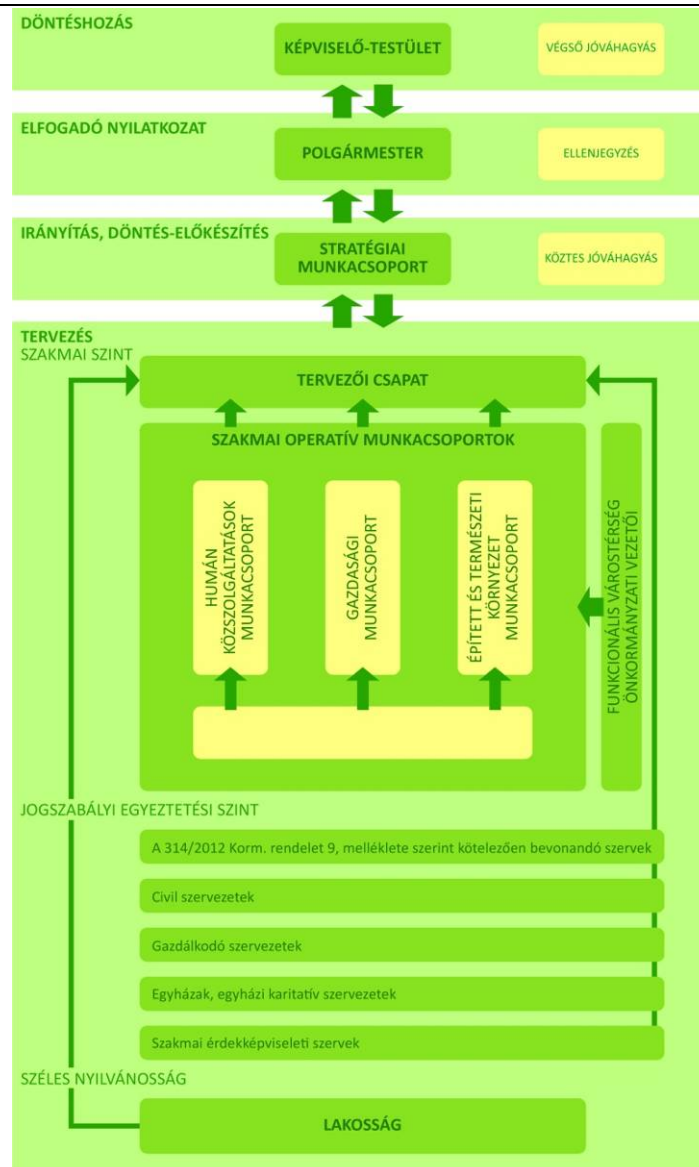 DÖNTÉSHOZÁS
KÉPVISELŐ-TESTÜLET
VÉGSŐ JÓVÁHAGYÁS
ELFOGADÓ NYILATKOZAT
POLGÁRMESTER
ELLENJEGYZÉS
IRÁNYÍTÁS, DÖNTÉS-ELŐKÉSZÍTÉS
STRATÉGIAI
MUNKACSOPORT
KÖZTES JÓVAHAGYÁS
TERVEZÉS
SZAKMAI SZINT
TERVEZŐI CSAPAT
SZAKMAI OPERATÍV MUNKACSOPORTOK
HUMÁN
KÖZSZOLGÁLTATÁSOK
MUNKACSOPORT
GAZDASÁGI
MUNKACSOPORT
ÉPÍTETT ÉS TERMÉSZETI
KÖRNYEZET
MUNKACSOPORT
FUNKCIONÁLIS VÁROSTÉRSÉG
ÖNKORMÁNYZATI VEZETŐI
JOGSZABÁLYI EGYEZTETÉSI SZINT
A 314/2012 Korm. rendelet 9, melléklete szerint kötelezően bevonandó szervek
Civil szervezetek
Gazdálkodó szervezetek
Egyházak, egyházi karitatív szervezetek
Szakmai érdekképviseleti szervek
SZÉLES NYILVÁNOSSÁG
LAKOSSÁG